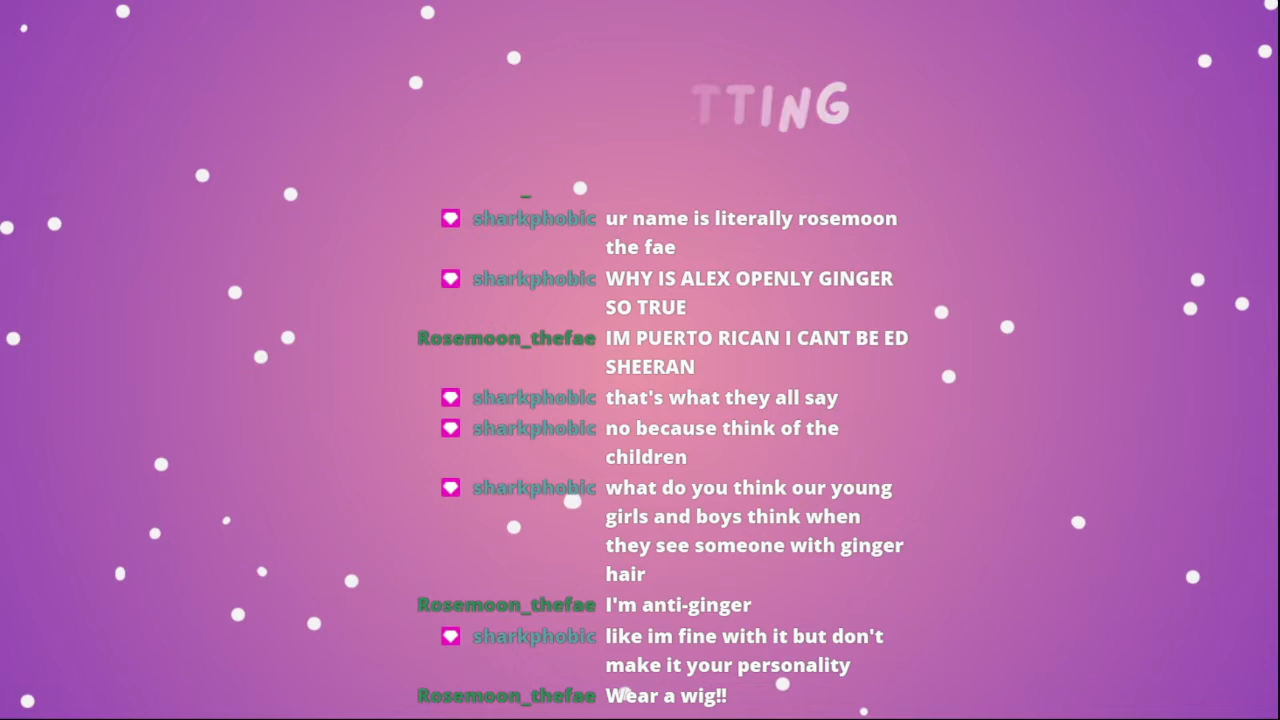 TTING
sharkphobic ur name is literally rosemoon
the fae
sharkphobic WHY IS ALEX OPENLY GINGER
SO TRUE
Rosemoon_thefae IM PUERTO RICAN I CANT BE ED
SHEERAN
sharkphobic that's what they all say
sharkphobic no because think of the
children
sharkphobic what do you think our young
girls and boys think when
they see someone with ginger
hair
Rosemoon_thefae I'm anti-ginger
sharkphobic like im fine with it but don't
make it your personality
Rosemoon_thefae Wear a wig!!